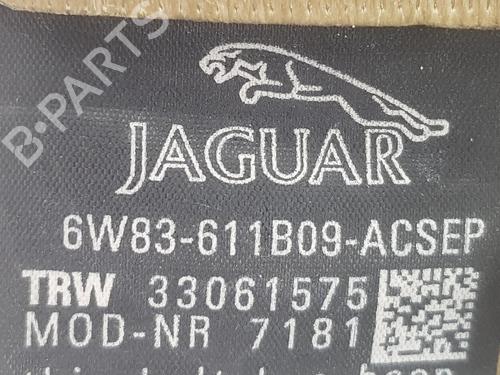 B-PARTS
JAGUAR
6W83-611B09-ACSEP
TRW 33061575
MOD-NR 7181